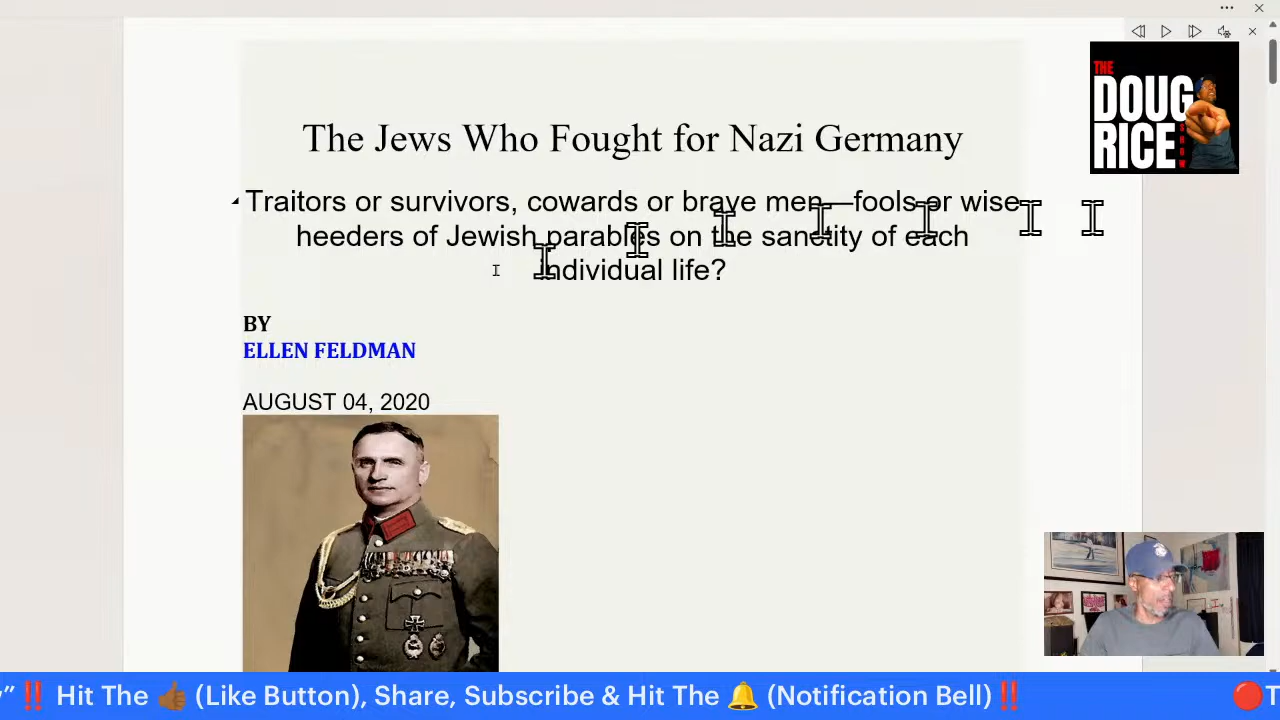 THE
DOUG
RICE
SHOW
The Jews Who Fought for Nazi Germany
Traitors or survivors, cowards or brave men—fools or wise
heeders of Jewish parables on the sanctity of each
individual life?
BY
ELLEN FELDMAN
AUGUST 04, 2020
y” ‼️ Hit The 👍🏾 (Like Button), Share, Subscribe & Hit The 🔔 (Notification Bell)‼️ 🔴T